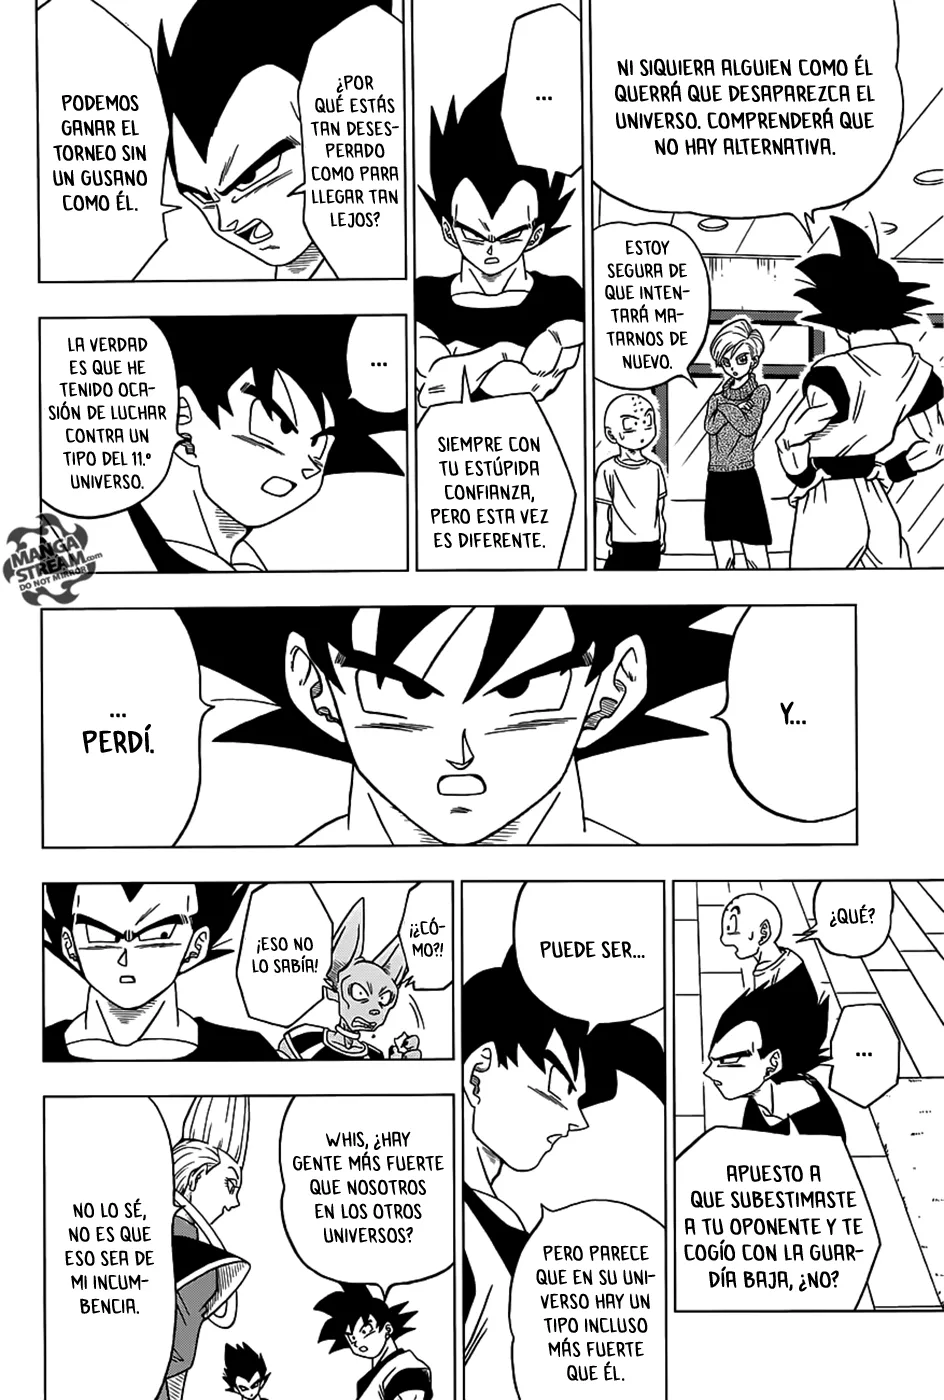 NI SIQUIERA ALGUIEN COMO ÉL
QUERRÁ QUE DESAPAREZCA EL
UNIVERSO. COMPRENDERÁ QUE
NO HAY ALTERNATIVA.
ESTOY
SEGURA DE
QUE INTEN-
TARÁ MA-
TARNOS DE
NUEVO.
...
SIEMPRE CON
TU ESTÚPIDA
CONFIANZA,
PERO ESTA VEZ
ES DIFERENTE.
¿POR
QUÉ ESTÁS
TAN DESES-
PERADO
COMO PARA
LLEGAR TAN
LEJOS?
PODEMOS
GANAR EL
TORNEO SIN
UN GUSANO
COMO ÉL.
...
LA VERDAD
ES QUE HE
TENIDO OCA-
SIÓN DE LUCHAR
CONTRA UN
TIPO DEL 11.º
UNIVERSO.
MANGA
STREAM.com
DO NOT MIRROR
Y...
...
PERDÍ.
¿QUÉ?
...
APUESTO A
QUE SUBESTIMASTE
A TU OPONENTE Y TE
COGÍO CON LA GUAR-
DÍA BAJA, ¿NO?
PUEDE SER...
PERO PARECE
QUE EN SU UNI-
VERSO HAY UN
TIPO INCLUSO
MÁS FUERTE
QUE ÉL.
¡¿CÓ-
MO?!
¡ESO NO
LO SABÍA!
WHIS, ¿HAY
GENTE MÁS FUERTE
QUE NOSOTROS
EN LOS OTROS
UNIVERSOS?
NO LO SÉ,
NO ES QUE
ESO SEA DE
MI INCUM-
BENCIA.